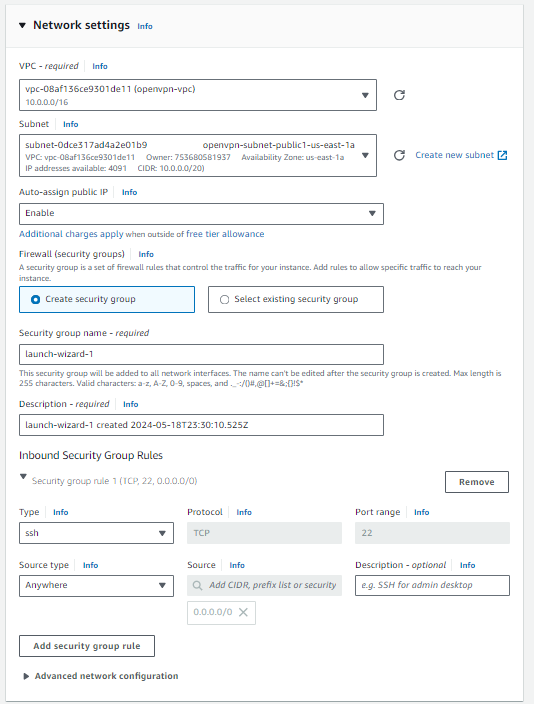 Network settings Info
VPC - required Info
vpc-08af136ce9301de11 (openvpn-vpc)
10.0.0.0/16
Subnet Info
subnet-0dce317ad4a2e01b9 openvpn-subnet-public1-us-east-1a
VPC: vpc-08af136ce9301de11 Owner: 753680581937 Availability Zone: us-east-1a
IP addresses available: 4091 CIDR: 10.0.0.0/20)
Create new subnet
Auto-assign public IP Info
Enable
Additional charges apply when outside of free tier allowance
Firewall (security groups) Info
A security group is a set of firewall rules that control the traffic for your instance. Add rules to allow specific traffic to reach your
instance.
Create security group Select existing security group
Security group name - required
launch-wizard-1
This security group will be added to all network interfaces. The name can't be edited after the security group is created. Max length is
255 characters. Valid characters: a-z, A-Z, 0-9, spaces, and ._-:/()#,@[]+=&;{}!$*
Description - required Info
launch-wizard-1 created 2024-05-18T23:30:10.525Z
Inbound Security Group Rules
Security group rule 1 (TCP, 22, 0.0.0.0/0) Remove
Type Info Protocol Info Port range Info
ssh TCP 22
Source type Info Source Info Description - optional Info
Anywhere Add CIDR, prefix list or security e.g. SSH for admin desktop
0.0.0.0/0
Add security group rule
Advanced network configuration